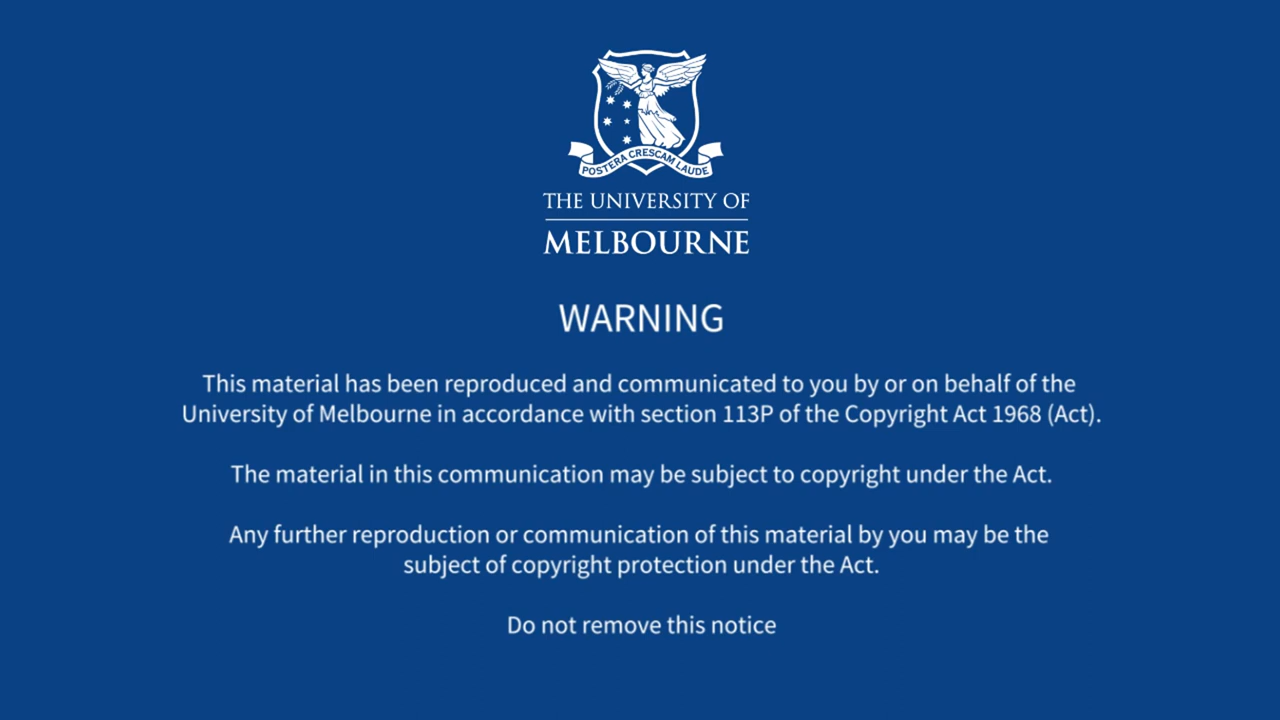 POSTERA CRESCAM LAUDE
THE UNIVERSITY OF
MELBOURNE
WARNING
This material has been reproduced and communicated to you by or on behalf of the
University of Melbourne in accordance with section 113P of the Copyright Act 1968 (Act).
The material in this communication may be subject to copyright under the Act.
Any further reproduction or communication of this material by you may be the
subject of copyright protection under the Act.
Do not remove this notice